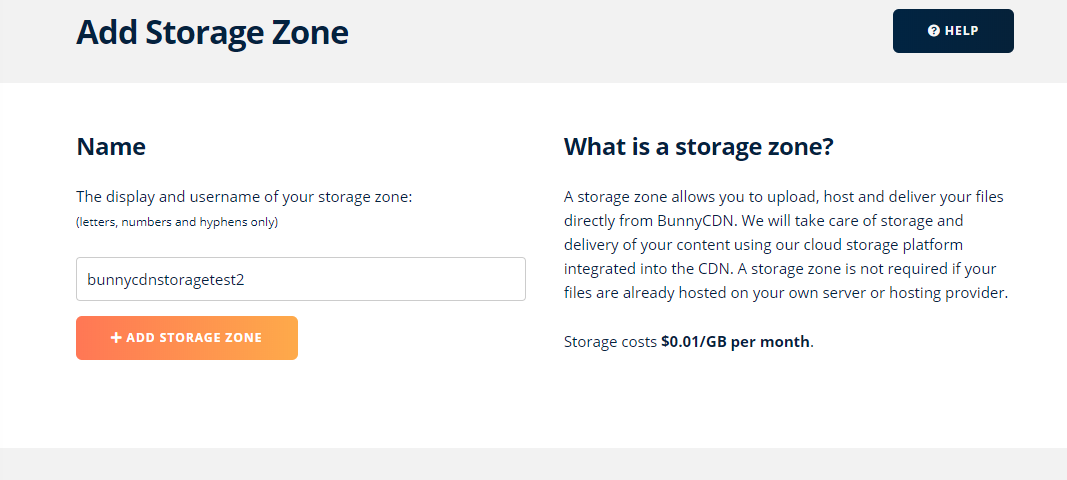 Add Storage Zone
HELP
Name
The display and username of your storage zone:
(letters, numbers and hyphens only)
bunnycdnstoragetest2
ADD STORAGE ZONE
What is a storage zone?
A storage zone allows you to upload, host and deliver your files
directly from BunnyCDN. We will take care of storage and
delivery of your content using our cloud storage platform
integrated into the CDN. A storage zone is not required if your
files are already hosted on your own server or hosting provider.
Storage costs $0.01/GB per month.